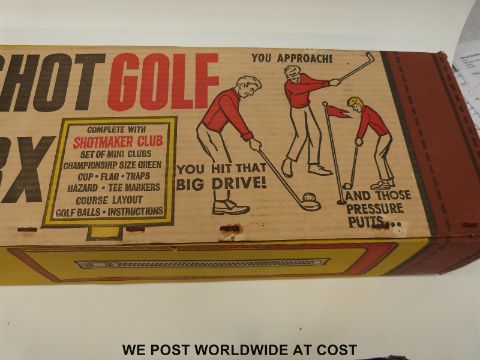 SHOT GOLF
YOU APPROACH!
RX
COMPLETE WITH
SHOTMAKER CLUB
SET OF MINI CLUBS
CHAMPIONSHIP SIZE GREEN
CUP • FLAG • TRAPS
HAZARD • TEE MARKERS
COURSE LAYOUT
GOLF BALLS • INSTRUCTIONS
YOU HIT THAT
BIG DRIVE!
AND THOSE
PRESSURE
PUTTS...
WE POST WORLDWIDE AT COST